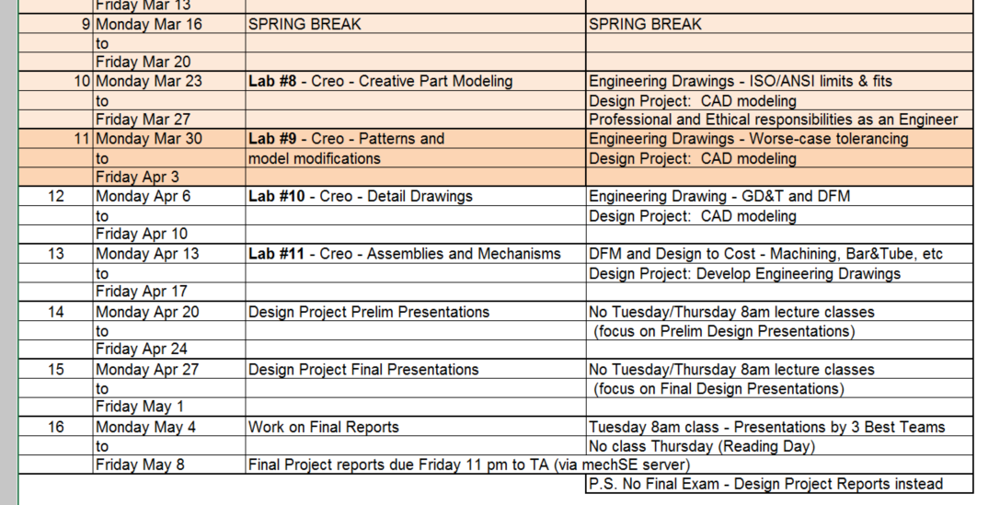 Friday Mar 13
9 Monday Mar 16 SPRING BREAK SPRING BREAK
to
Friday Mar 20
10 Monday Mar 23 Lab #8 - Creo - Creative Part Modeling Engineering Drawings - ISO/ANSI limits & fits
to Design Project: CAD modeling
Friday Mar 27 Professional and Ethical responsibilities as an Engineer
11 Monday Mar 30 Lab #9 - Creo - Patterns and Engineering Drawings - Worse-case tolerancing
to model modifications Design Project: CAD modeling
Friday Apr 3
12 Monday Apr 6 Lab #10 - Creo - Detail Drawings Engineering Drawing - GD&T and DFM
to Design Project: CAD modeling
Friday Apr 10
13 Monday Apr 13 Lab #11 - Creo - Assemblies and Mechanisms DFM and Design to Cost - Machining, Bar&Tube, etc
to Design Project: Develop Engineering Drawings
Friday Apr 17
14 Monday Apr 20 Design Project Prelim Presentations No Tuesday/Thursday 8am lecture classes
to (focus on Prelim Design Presentations)
Friday Apr 24
15 Monday Apr 27 Design Project Final Presentations No Tuesday/Thursday 8am lecture classes
to (focus on Final Design Presentations)
Friday May 1
16 Monday May 4 Work on Final Reports Tuesday 8am class - Presentations by 3 Best Teams
to No class Thursday (Reading Day)
Friday May 8 Final Project reports due Friday 11 pm to TA (via mechSE server)
P.S. No Final Exam - Design Project Reports instead